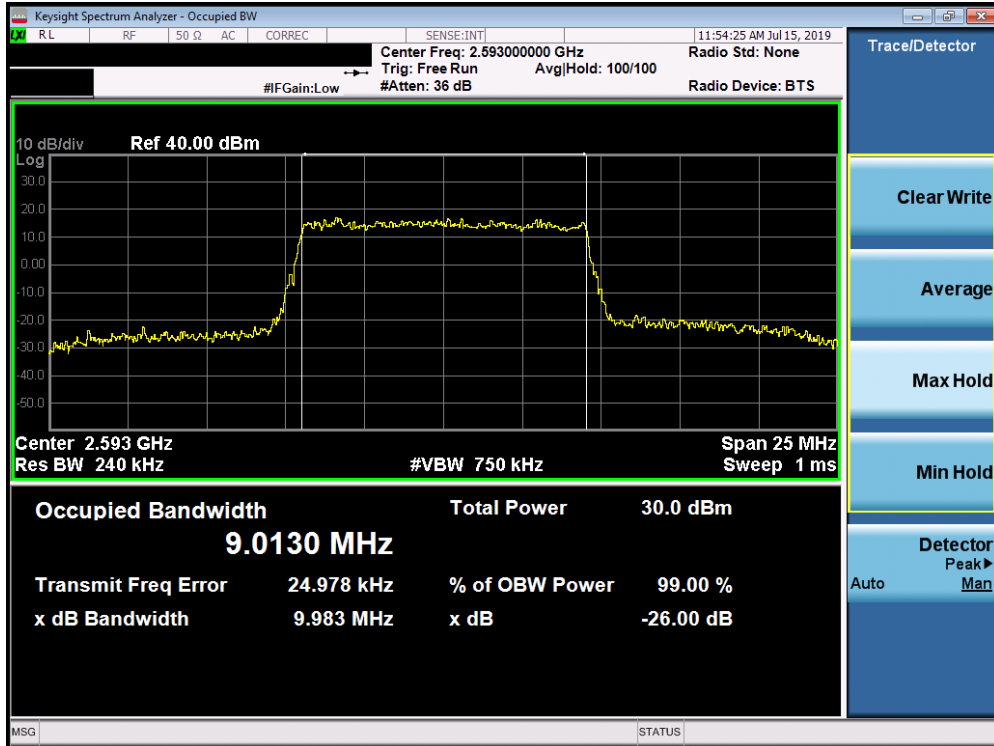 Keysight Spectrum Analyzer - Occupied BW
LXI RL RF 50 Ω AC CORREC SENSE:INT 11:54:25 AM Jul 15, 2019
Center Freq: 2.593000000 GHz Radio Std: None
Trig: Free Run Avg|Hold: 100/100
#IFGain:Low #Atten: 36 dB Radio Device: BTS
Trace/Detector
10 dB/div Ref 40.00 dBm
Log
30.0
20.0
10.0
0.00
-10.0
-20.0
-30.0
-40.0
-50.0
Center 2.593 GHz Span 25 MHz
Res BW 240 kHz #VBW 750 kHz Sweep 1 ms
Occupied Bandwidth Total Power 30.0 dBm
9.0130 MHz
Transmit Freq Error 24.978 kHz % of OBW Power 99.00 %
x dB Bandwidth 9.983 MHz x dB -26.00 dB
Clear Write
Average
Max Hold
Min Hold
Detector
Peak▶
Auto Man
MSG STATUS